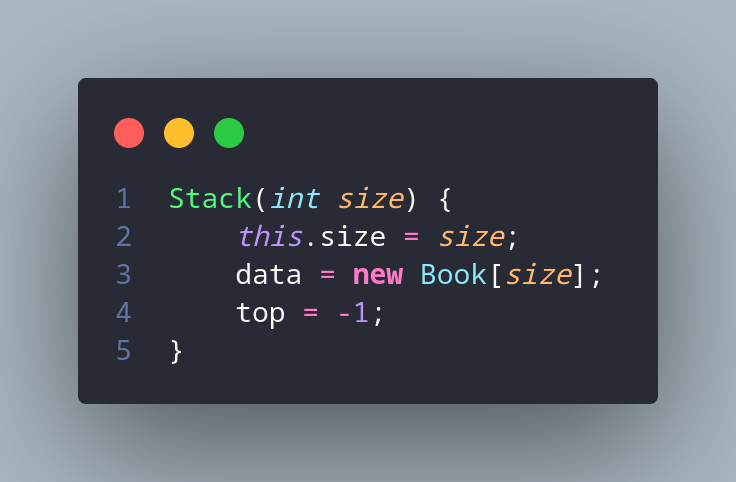 1 Stack(int size) {
2     this.size = size;
3     data = new Book[size];
4     top = -1;
5 }